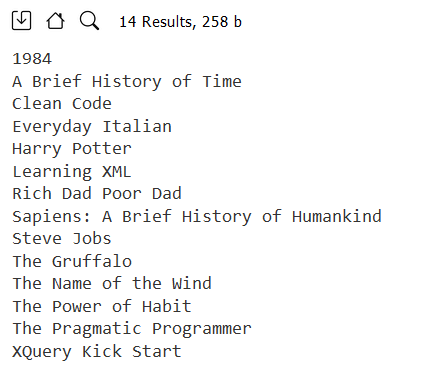 14 Results, 258 b
1984
A Brief History of Time
Clean Code
Everyday Italian
Harry Potter
Learning XML
Rich Dad Poor Dad
Sapiens: A Brief History of Humankind
Steve Jobs
The Gruffalo
The Name of the Wind
The Power of Habit
The Pragmatic Programmer
XQuery Kick Start